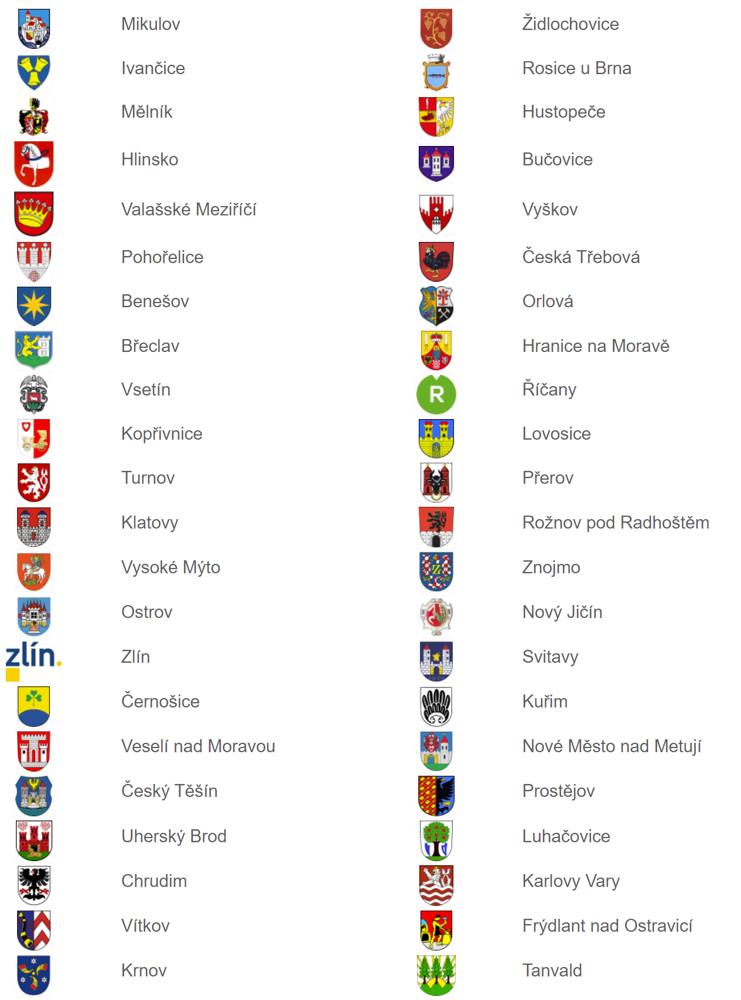 Mikulov Židlochovice
Ivančice Rosice u Brna
Mělník Hustopeče
Hlinsko Bučovice
Valašské Meziříčí Vyškov
Pohořelice Česká Třebová
Benešov Orlová
Břeclav Hranice na Moravě
Vsetín Ř Říčany
Kopřivnice Lovosice
Turnov Přerov
Klatovy Rožnov pod Radhoštěm
Vysoké Mýto Z Znojmo
Ostrov Nový Jičín
zlín. Zlín Svitavy
Černošice Kuřim
Veselí nad Moravou Nové Město nad Metují
Český Těšín Prostějov
Uherský Brod Luhačovice
Chrudim Karlovy Vary
Vítkov Frýdlant nad Ostravicí
Krnov Tanvald